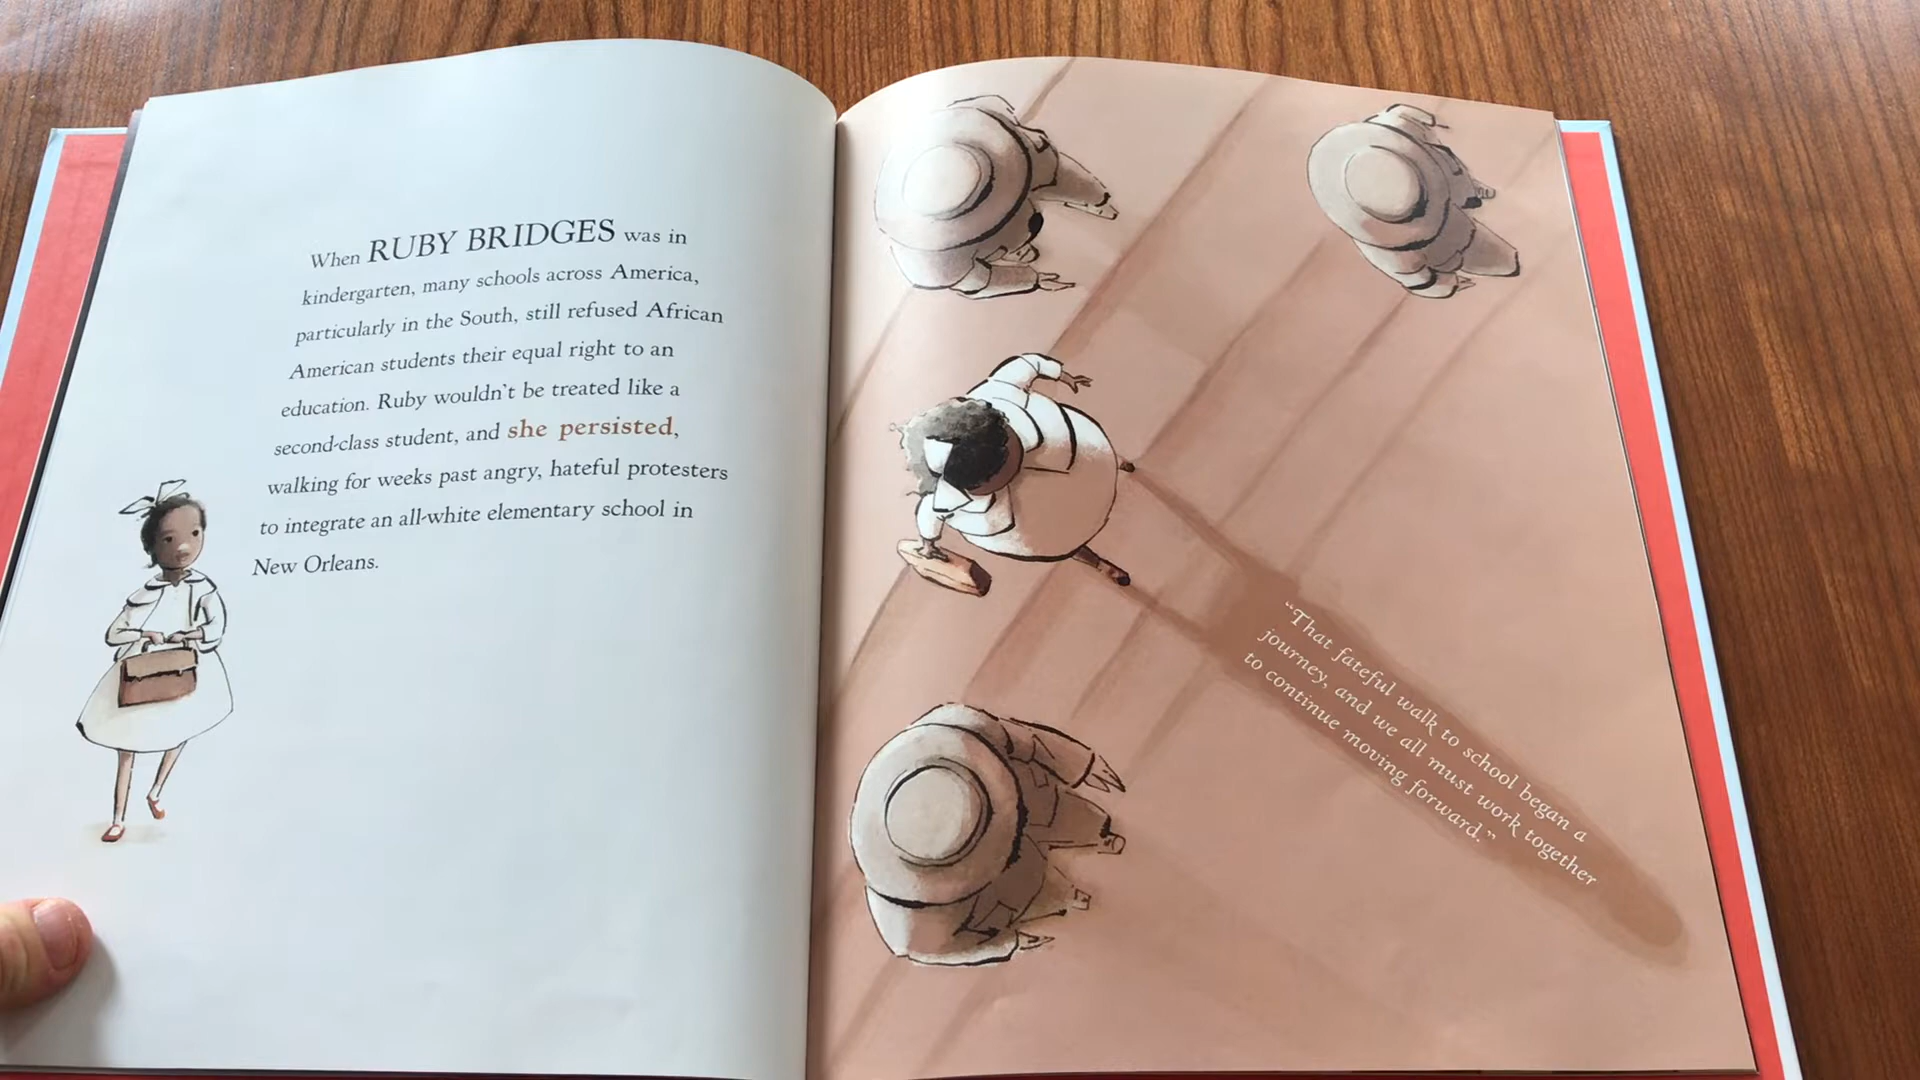 When RUBY BRIDGES was in
kindergarten, many schools across America,
particularly in the South, still refused African
American students their equal right to an
education. Ruby wouldn't be treated like a
second-class student, and she persisted,
walking for weeks past angry, hateful protesters
to integrate an all-white elementary school in
New Orleans.
“That fateful walk to school began a
journey, and we all must work together
to continue moving forward.”